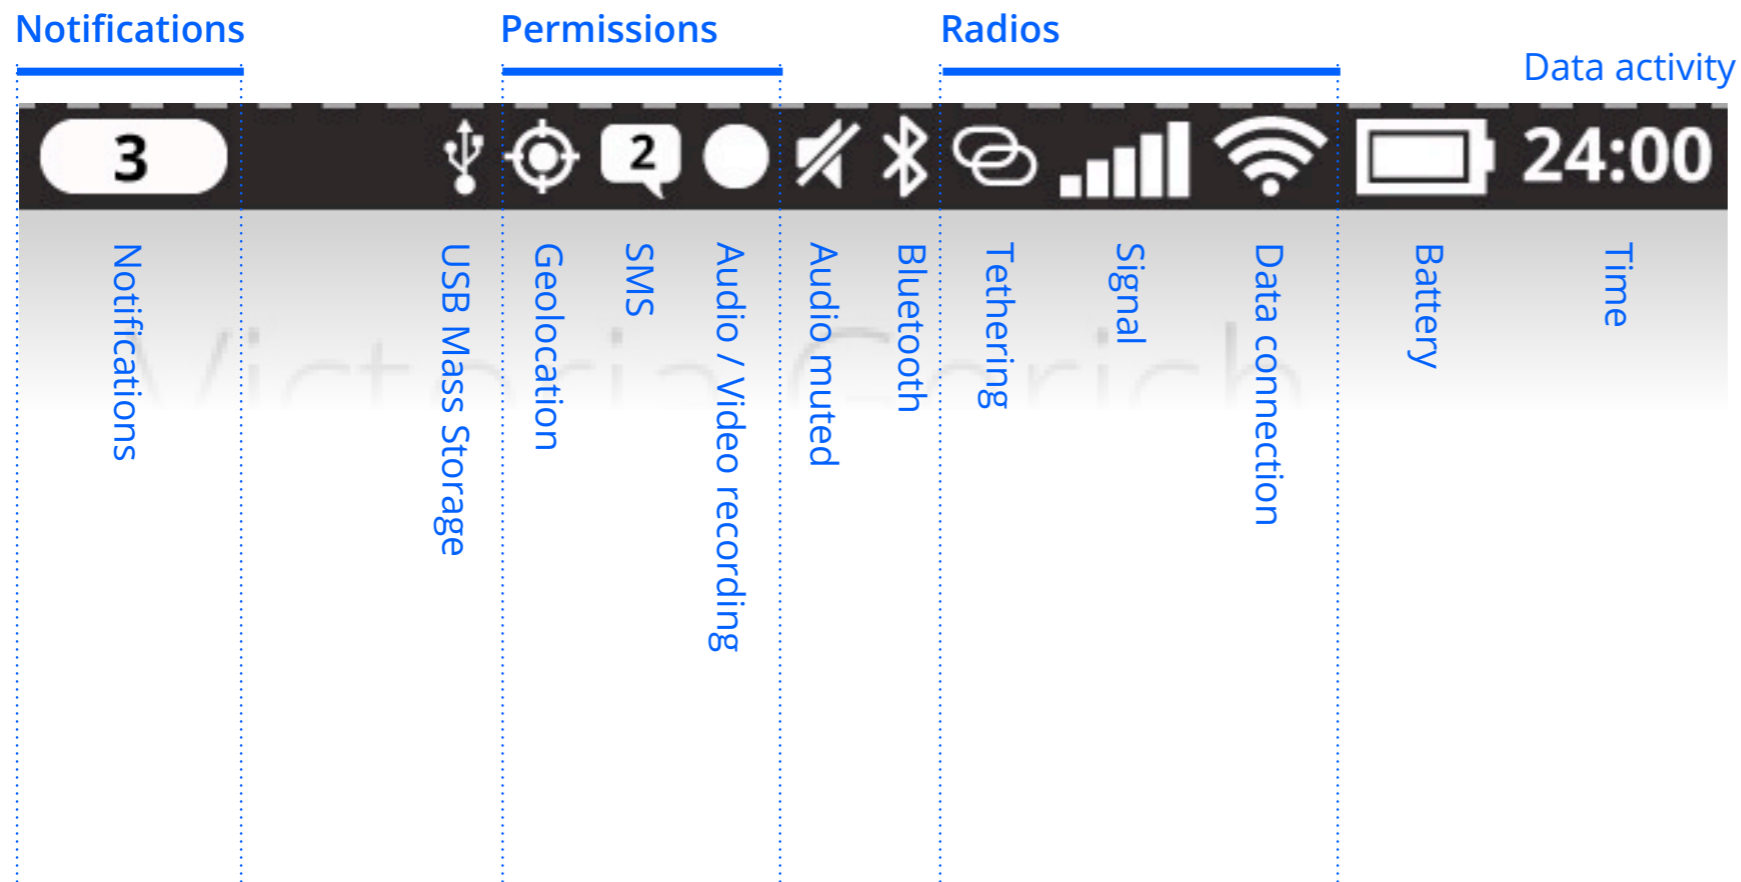 Notifications
Permissions
Radios
Data activity
3
2
24:00
Notifications
USB Mass Storage
Geolocation
SMS
Audio / Video recording
Audio muted
Bluetooth
Tethering
Signal
Data connection
Battery
Time